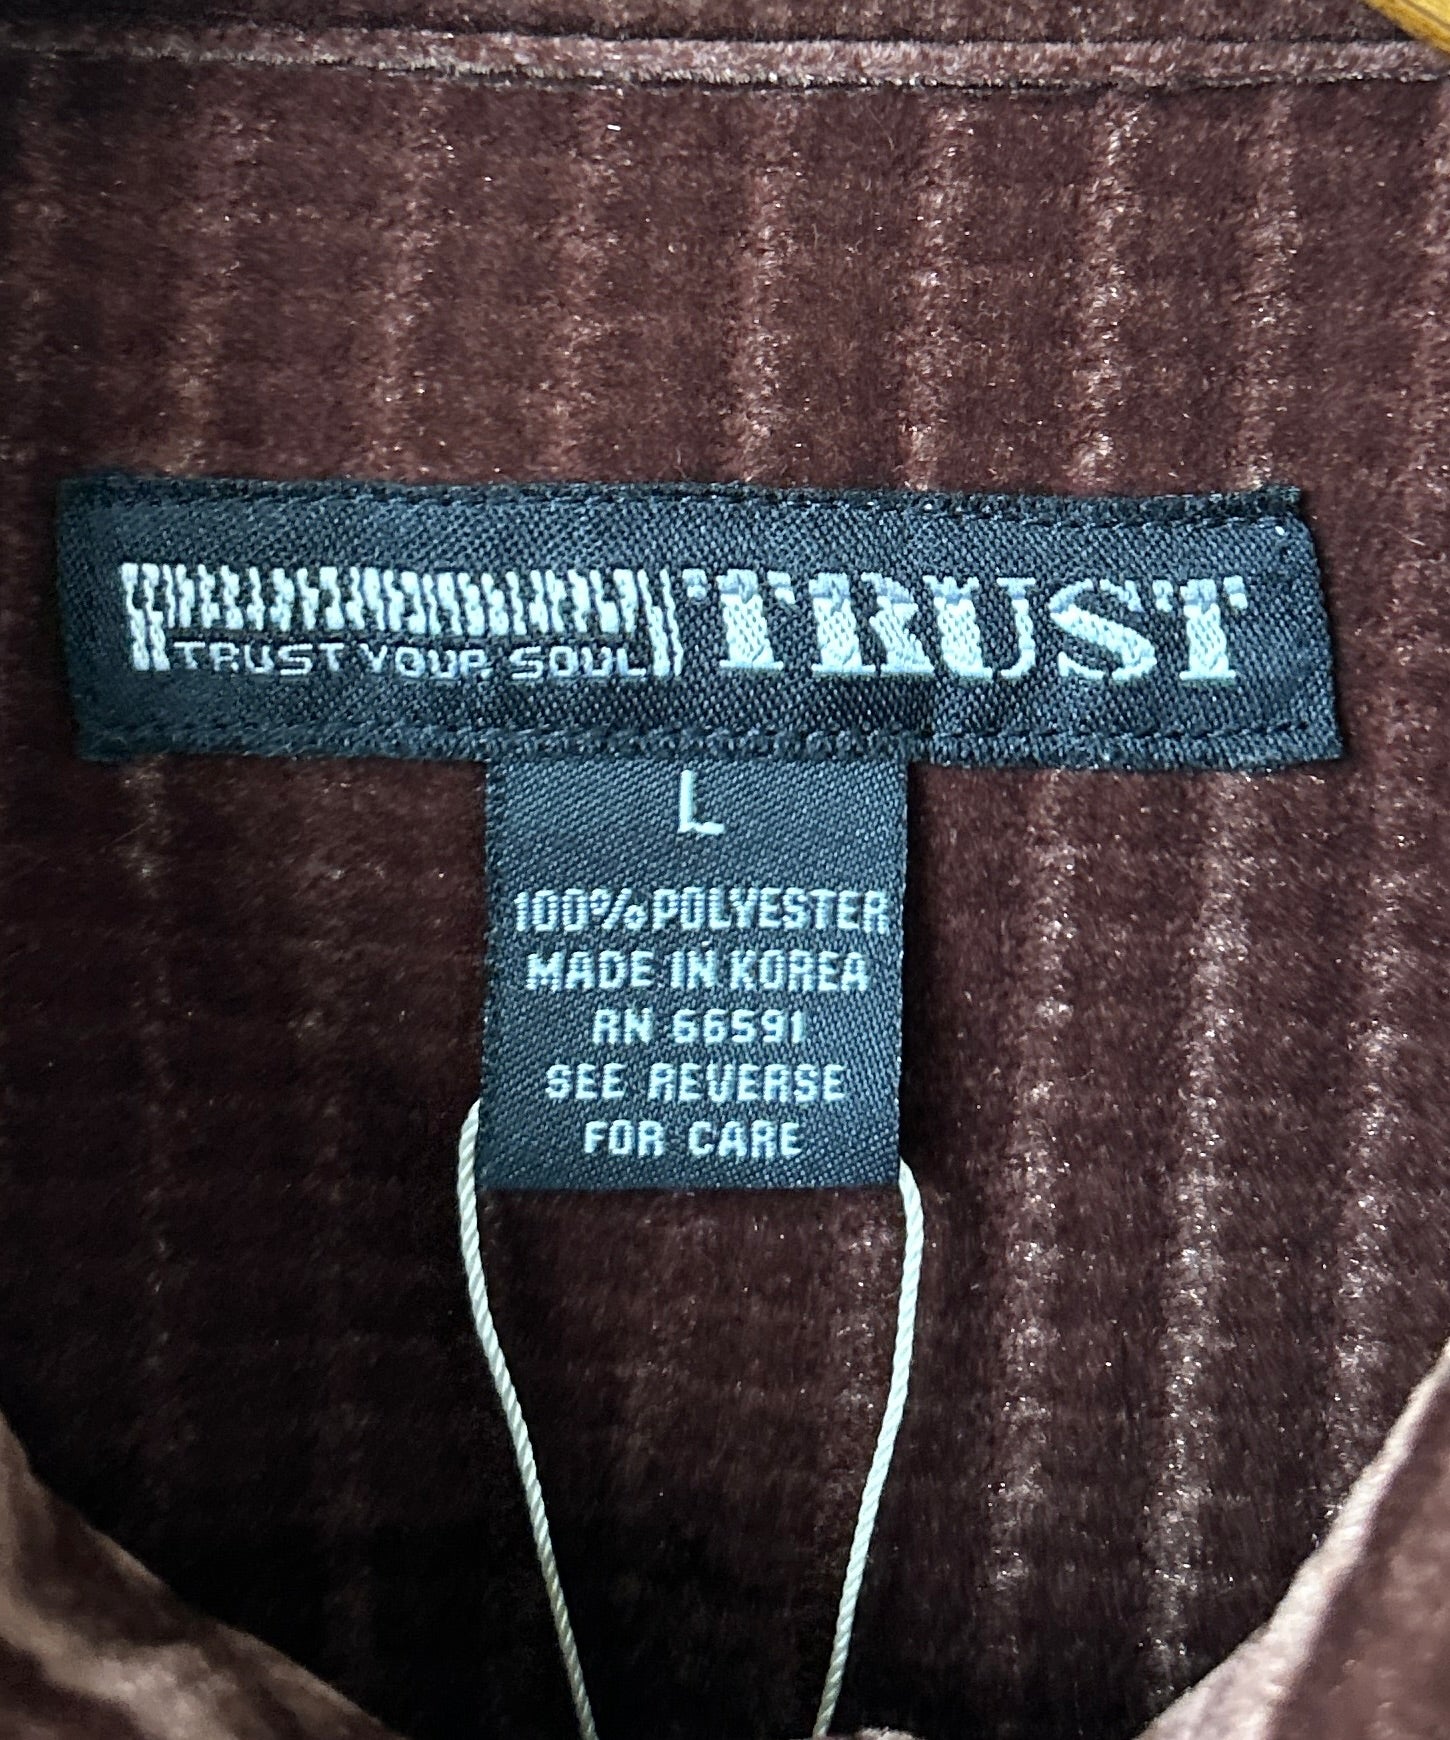 TRUST YOUR SOUL TRUST
L
100% POLYESTER
MADE IN KOREA
RN 66591
SEE REVERSE
FOR CARE